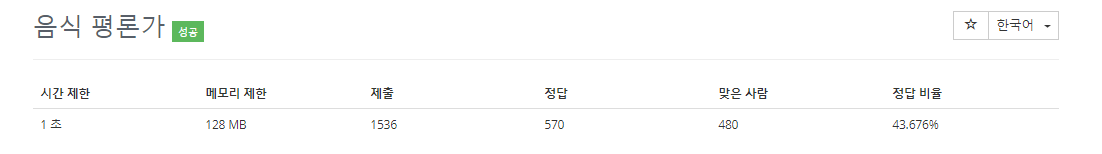 음식 평론가 성공
☆ 한국어
시간 제한 메모리 제한 제출 정답 맞은 사람 정답 비율
1 초 128 MB 1536 570 480 43.676%